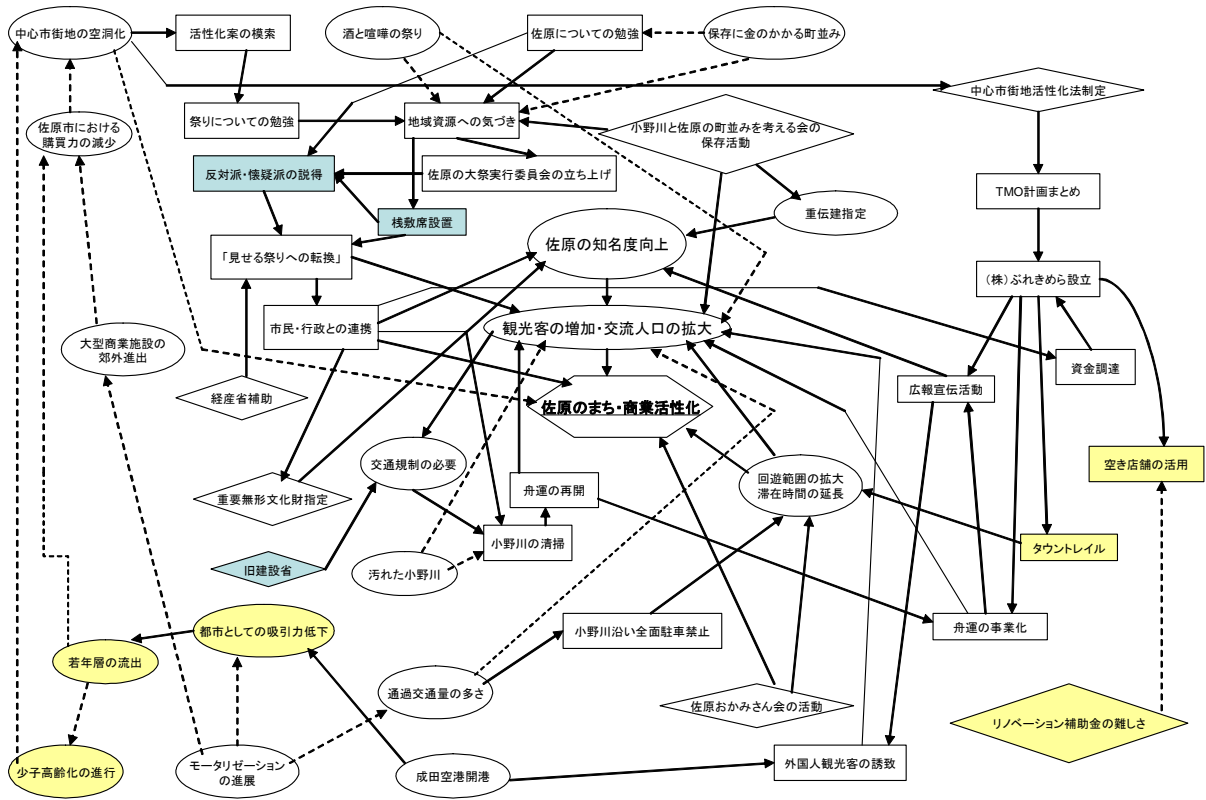 中心市街地の空洞化
活性化案の模索
酒と喧嘩の祭り
佐原についての勉強
保存に金のかかる町並み
中心市街地活性化法制定
佐原市における
購買力の減少
祭りについての勉強
地域資源への気づき
小野川と佐原の町並みを考える会の
保存活動
反対派・懐疑派の説得
佐原の大祭実行委員会の立ち上げ
TMO計画まとめ
桟敷席設置
重伝建指定
「見せる祭りへの転換」
佐原の知名度向上
(株)ぶれきめら設立
市民・行政との連携
観光客の増加・交流人口の拡大
大型商業施設の
郊外進出
資金調達
経産省補助
広報宣伝活動
佐原のまち・商業活性化
交通規制の必要
空き店舗の活用
回遊範囲の拡大
滞在時間の延長
重要無形文化財指定
舟運の再開
小野川の清掃
タウントレイル
旧建設省
汚れた小野川
舟運の事業化
都市としての吸引力低下
小野川沿い全面駐車禁止
若年層の流出
通過交通量の多さ
佐原おかみさん会の活動
リノベーション補助金の難しさ
少子高齢化の進行
モータリゼーション
の進展
成田空港開港
外国人観光客の誘致